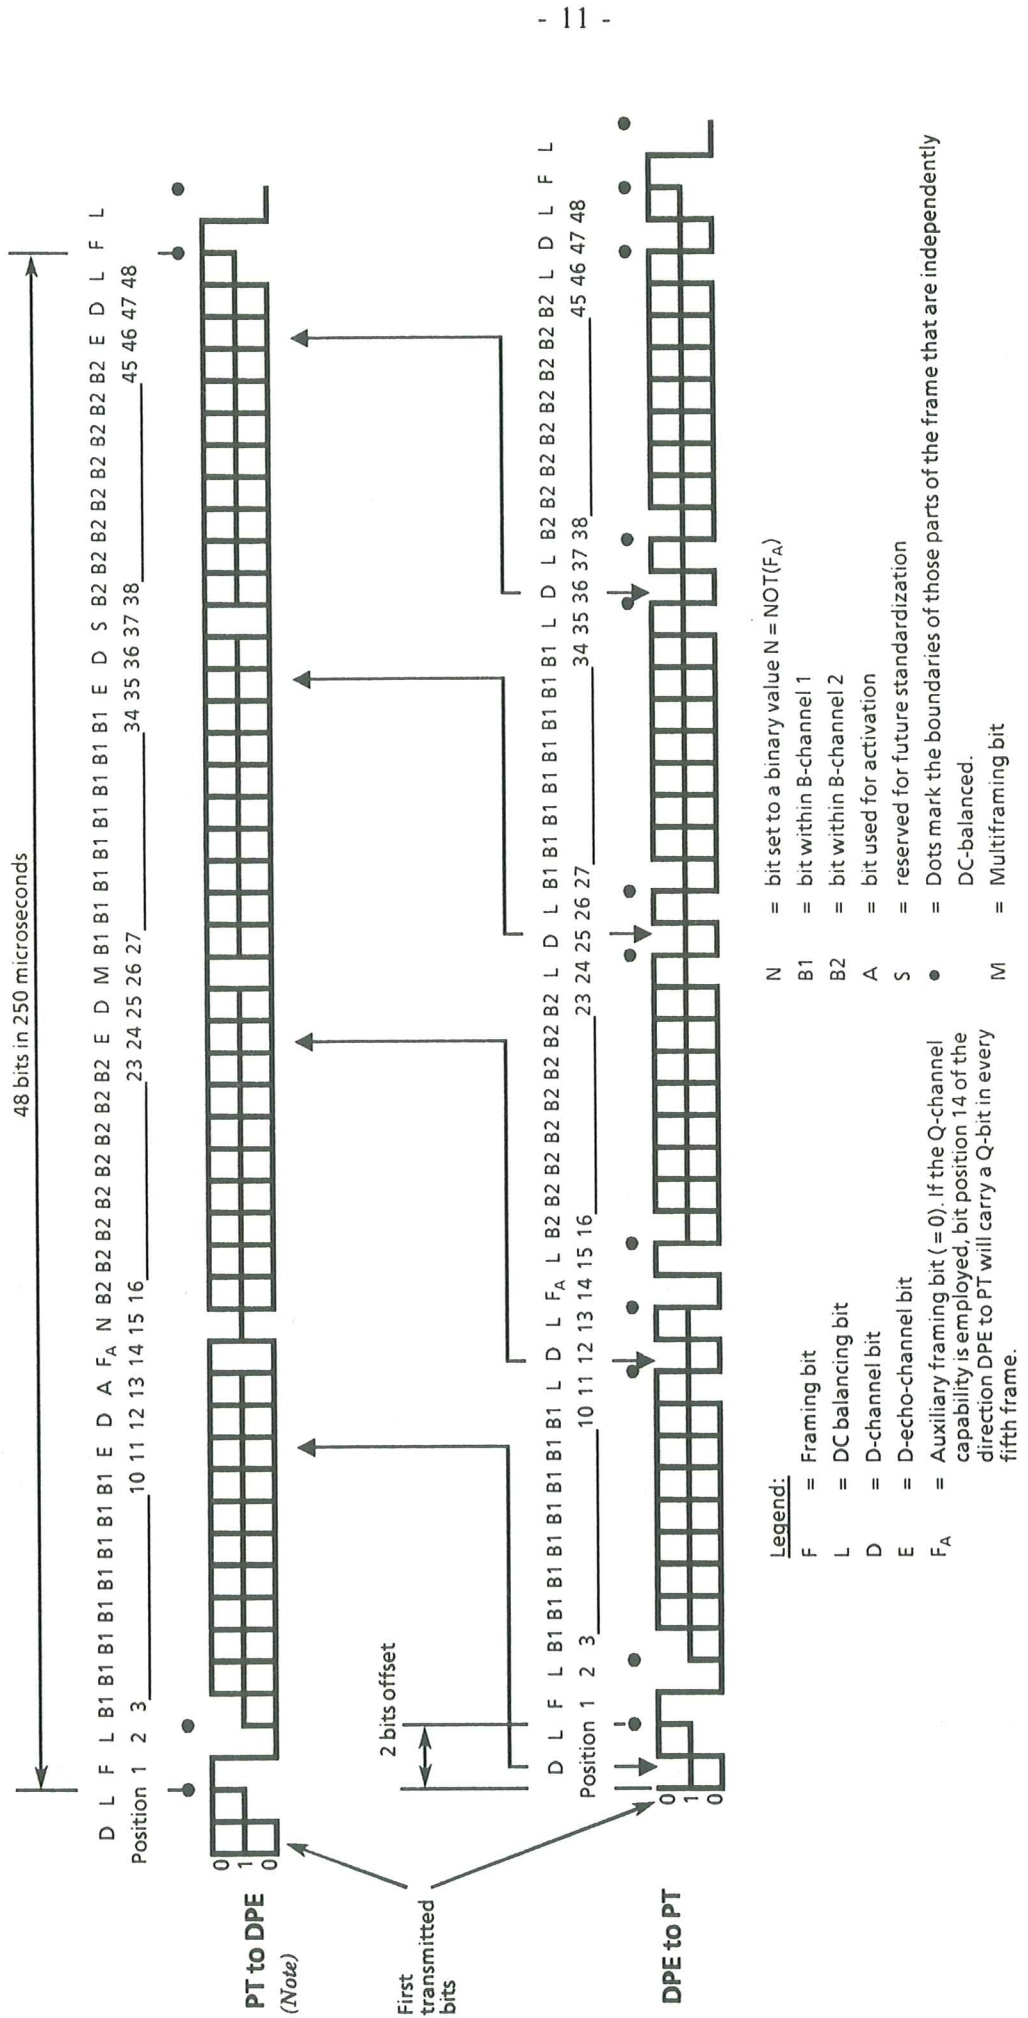 - 11 -
48 bits in 250 microseconds
D L F L B1 B1 B1 B1 B1 B1 B1 B1 E D A FA N B2 B2 B2 B2 B2 B2 B2 B2 E D M B1 B1 B1 B1 B1 B1 B1 B1 E D S B2 B2 B2 B2 B2 B2 B2 B2 E D L F L
Position 1 2 3 10 11 12 13 14 15 16 23 24 25 26 27 34 35 36 37 38 45 46 47 48
0
1
0
PT to DPE
(Note)
First
transmitted
bits
2 bits offset
D L F L B1 B1 B1 B1 B1 B1 B1 B1 L D L FA L B2 B2 B2 B2 B2 B2 B2 B2 L D L B1 B1 B1 B1 B1 B1 B1 B1 L D L B2 B2 B2 B2 B2 B2 B2 B2 L D L F L
Position 1 2 3 10 11 12 13 14 15 16 23 24 25 26 27 34 35 36 37 38 45 46 47 48
0
1
0
DPE to PT
Legend:
F = Framing bit
L = DC balancing bit
D = D-channel bit
E = D-echo-channel bit
FA = Auxiliary framing bit (= 0). If the Q-channel
capability is employed, bit position 14 of the
direction DPE to PT will carry a Q-bit in every
fifth frame.
N = bit set to a binary value N = NOT(FA)
B1 = bit within B-channel 1
B2 = bit within B-channel 2
A = bit used for activation
S = reserved for future standardization
● = Dots mark the boundaries of those parts of the frame that are independently
DC-balanced.
M = Multiframing bit